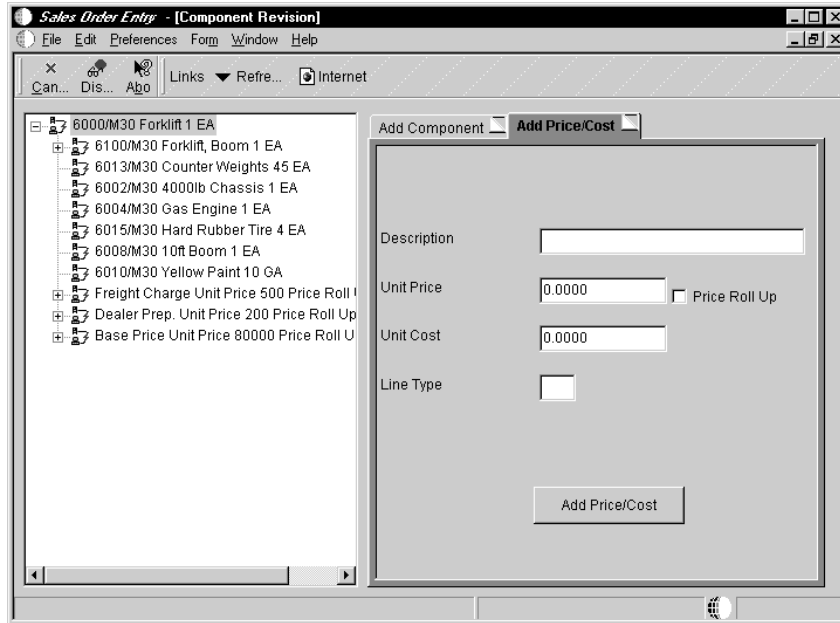 Sales Order Entry - [Component Revision]
File Edit Preferences Form Window Help
Can... Dis... Abo Links Refre... Internet
6000/M30 Forklift 1 EA
6100/M30 Forklift, Boom 1 EA
6013/M30 Counter Weights 45 EA
6002/M30 4000lb Chassis 1 EA
6004/M30 Gas Engine 1 EA
6015/M30 Hard Rubber Tire 4 EA
6008/M30 10ft Boom 1 EA
6010/M30 Yellow Paint 10 GA
Freight Charge Unit Price 500 Price Roll
Dealer Prep. Unit Price 200 Price Roll Up
Base Price Unit Price 80000 Price Roll U
Add Component Add Price/Cost
Description
Unit Price 0.0000 Price Roll Up
Unit Cost 0.0000
Line Type
Add Price/Cost